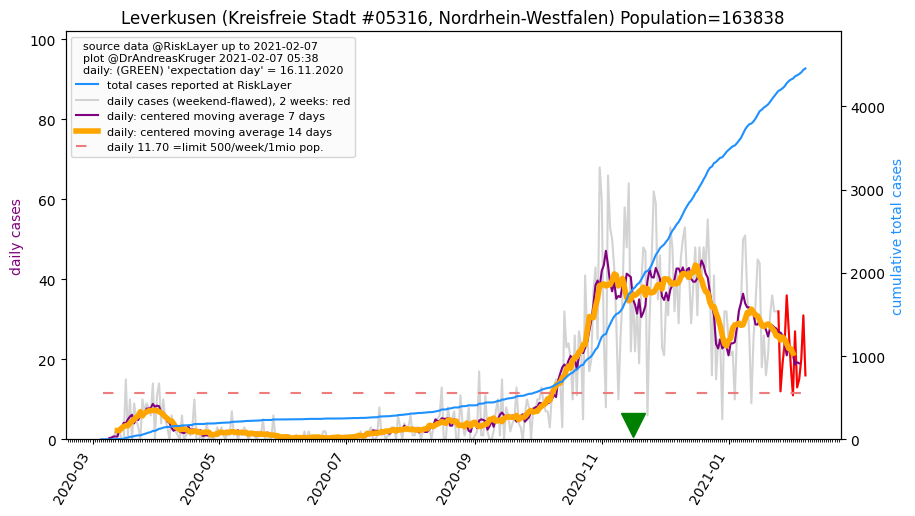 Leverkusen (Kreisfreie Stadt #05316, Nordrhein-Westfalen) Population=163838
source data @RiskLayer up to 2021-02-07
plot @DrAndreasKruger 2021-02-07 05:38
daily: (GREEN) 'expectation day' = 16.11.2020
total cases reported at RiskLayer
daily cases (weekend-flawed), 2 weeks: red
daily: centered moving average 7 days
daily: centered moving average 14 days
daily 11.70 =limit 500/week/1mio pop.
daily cases
100
80
60
40
20
0
cumulative total cases
4000
3000
2000
1000
0
2020-03
2020-05
2020-07
2020-09
2020-11
2021-01